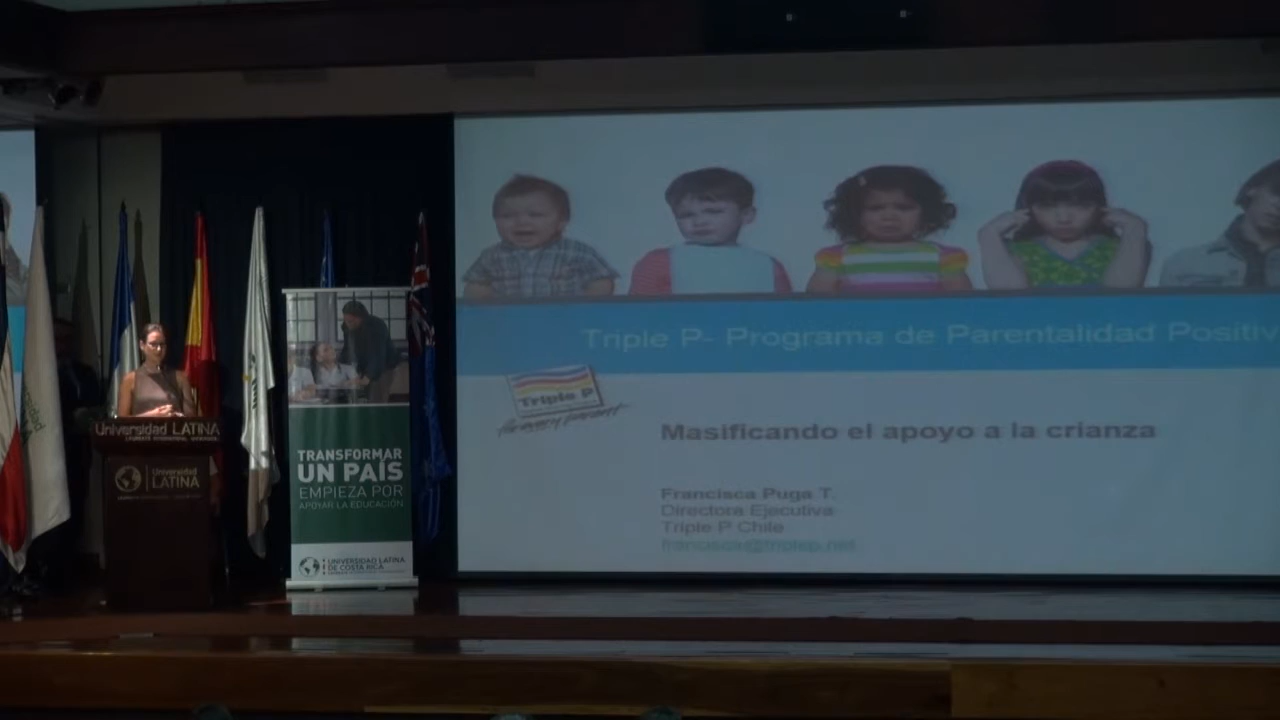 Triple P- Programa de Parentalidad Positiv
Triple P
Masificando el apoyo a la crianza
Francisca Puga T.
Directora Ejecutiva
Triple P Chile
Universidad LATINA
Universidad
LATINA
TRANSFORMAR
UN PAÍS
EMPIEZA POR
APOYAR LA EDUCACIÓN
UNIVERSIDAD LATINA
DE COSTA RICA